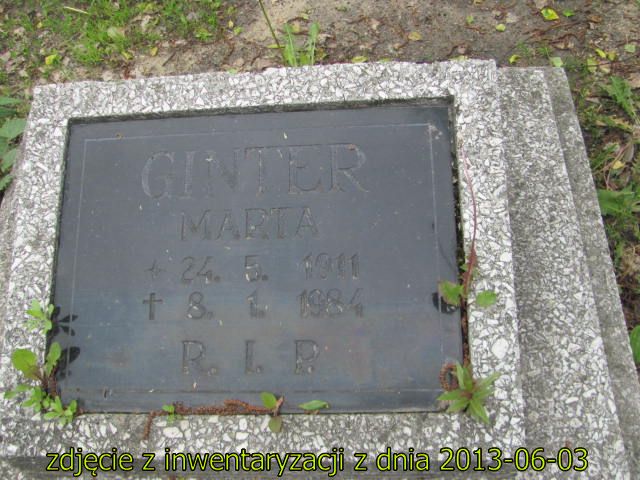 GINTER
MARTA
* 24. 5. 1911
✝ 8. 1. 1984
R. I. P.
zdjęcie z inwentaryzacji z dnia 2013-06-03